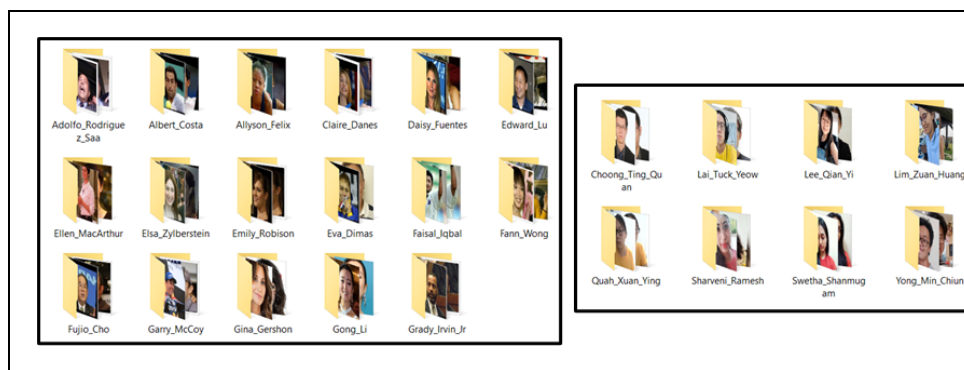 Adolfo_Rodrigue
z_Saa
Albert_Costa
Allyson_Felix
Claire_Danes
Daisy_Fuentes
Edward_Lu
Ellen_MacArthur
Elsa_Zylberstein
Emily_Robison
Eva_Dimas
Faisal_Iqbal
Fann_Wong
Fujio_Cho
Garry_McCoy
Gina_Gershon
Gong_Li
Grady_Irvin_Jr
Choong_Ting_Qu
an
Lai_Tuck_Yeow
Lee_Qian_Yi
Lim_Zuan_Huang
Quah_Xuan_Ying
Sharveni_Ramesh
Swetha_Shanmug
am
Yong_Min_Chiun